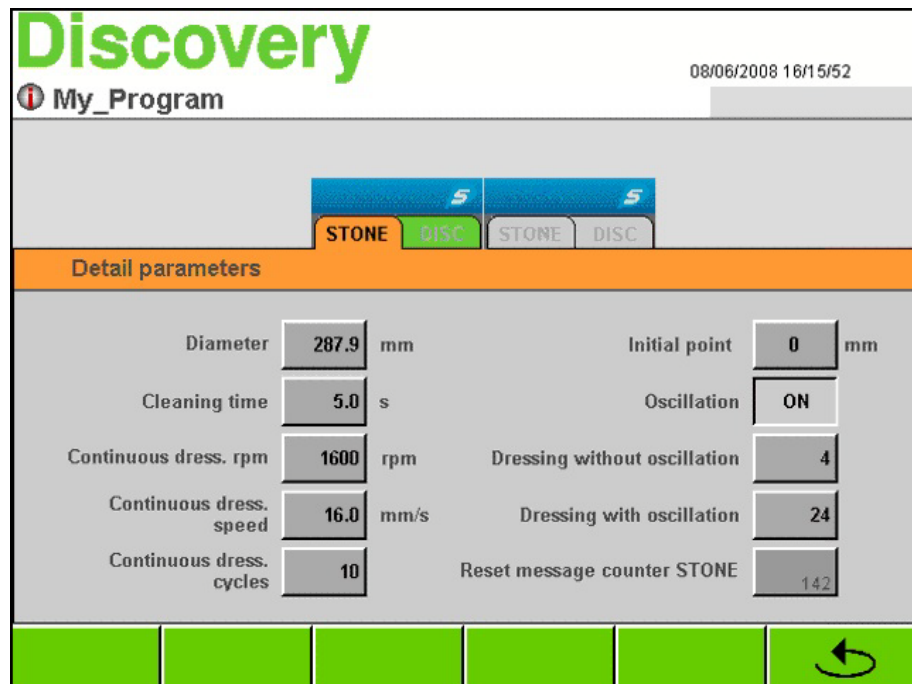 Discovery
08/06/2008 16/15/52
My_Program
S S
STONE DISC STONE DISC
Detail parameters
Diameter 287.9 mm
Initial point 0 mm
Cleaning time 5.0 s
Oscillation ON
Continuous dress. rpm 1600 rpm
Dressing without oscillation 4
Continuous dress.
speed 16.0 mm/s
Dressing with oscillation 24
Continuous dress.
cycles 10
Reset message counter STONE 142